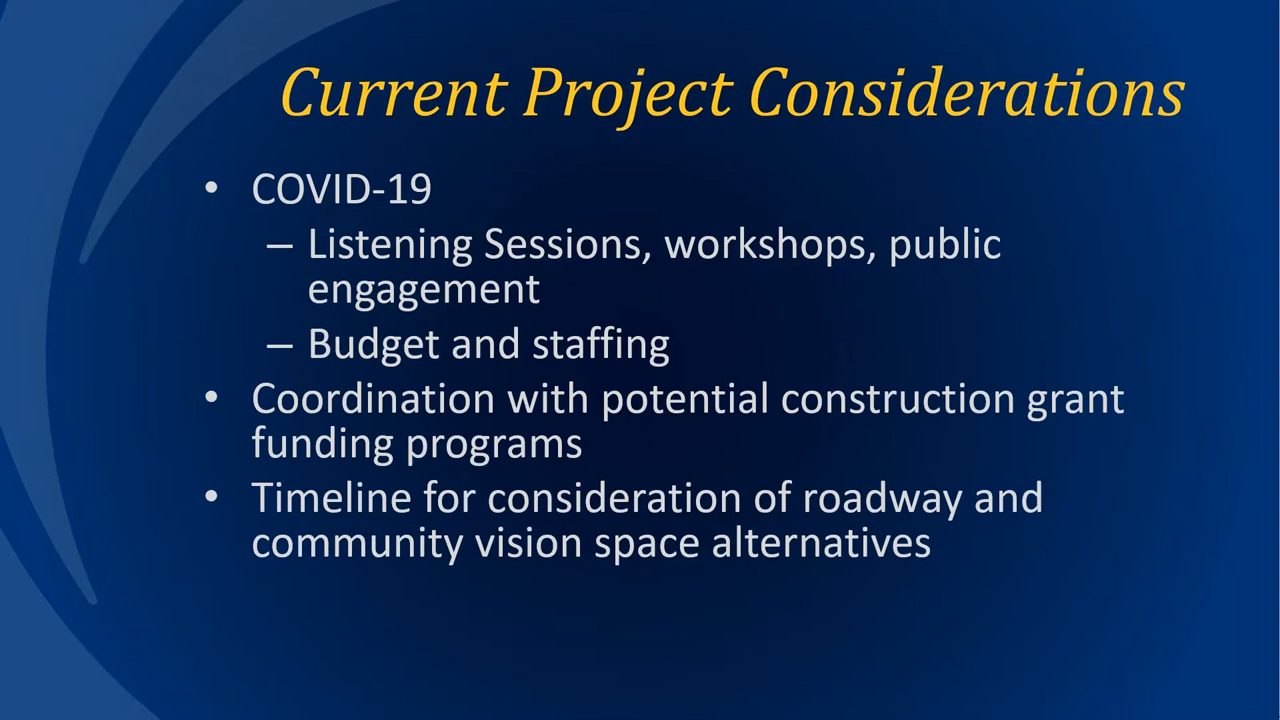 Current Project Considerations
• COVID-19
– Listening Sessions, workshops, public
engagement
– Budget and staffing
• Coordination with potential construction grant
funding programs
• Timeline for consideration of roadway and
community vision space alternatives